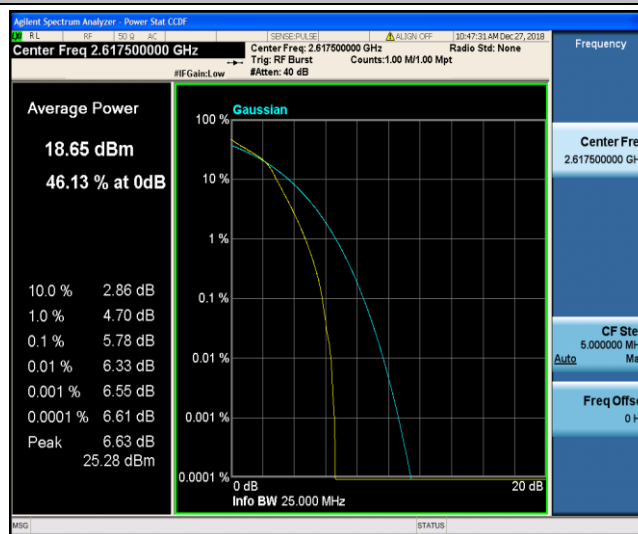 Agilent Spectrum Analyzer - Power Stat CCDF
RL RF 50 Ω AC SENSE:PULSE ALIGN OFF 10:47:31 AM Dec 27, 2018
Center Freq 2.617500000 GHz
Center Freq: 2.617500000 GHz Radio Std: None
Trig: RF Burst Counts:1.00 M/1.00 Mpt
#IFGain:Low #Atten: 40 dB
Frequency
Average Power
18.65 dBm
46.13 % at 0dB
10.0 % 2.86 dB
1.0 % 4.70 dB
0.1 % 5.78 dB
0.01 % 6.33 dB
0.001 % 6.55 dB
0.0001 % 6.61 dB
Peak 6.63 dB
25.28 dBm
Gaussian
100 %
10 %
1 %
0.1 %
0.01 %
0.001 %
0.0001 %
0 dB 20 dB
Info BW 25.000 MHz
Center Fre
2.617500000 GH
CF Ste
5.000000 MH
Auto Ma
Freq Offse
0 H
MSG STATUS